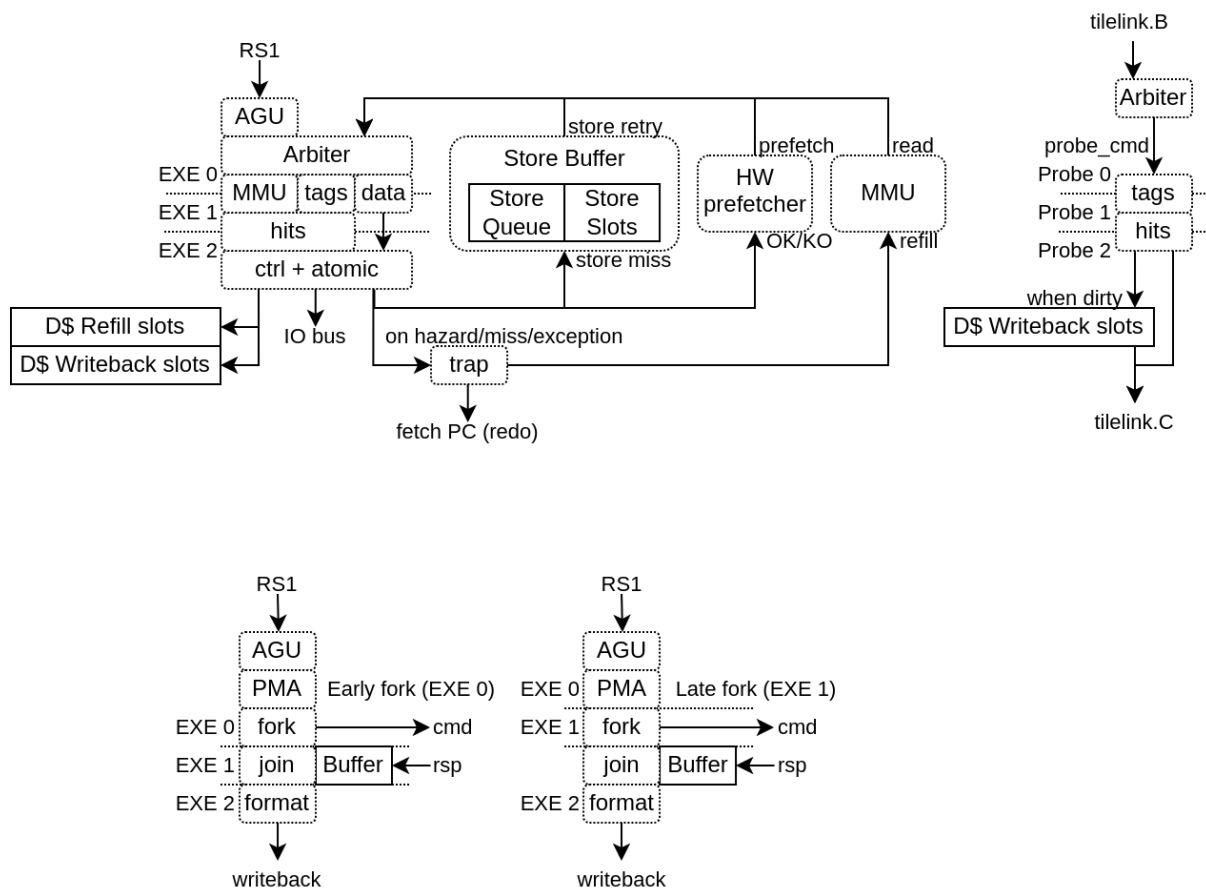 tilelink.B
RS1
AGU
Arbiter
EXE 0
MMU
tags
data
EXE 1
hits
EXE 2
ctrl + atomic
store retry
Store Buffer
Store
Queue
Store
Slots
store miss
prefetch
HW
prefetcher
OK/KO
read
MMU
refill
D$ Refill slots
D$ Writeback slots
IO bus
on hazard/miss/exception
trap
fetch PC (redo)
Arbiter
probe_cmd
Probe 0
tags
Probe 1
hits
Probe 2
when dirty
D$ Writeback slots
tilelink.C
RS1
AGU
PMA
Early fork (EXE 0)
EXE 0
fork
cmd
EXE 1
join
Buffer
rsp
EXE 2
format
writeback
RS1
AGU
EXE 0
PMA
Late fork (EXE 1)
EXE 1
fork
cmd
join
Buffer
rsp
EXE 2
format
writeback